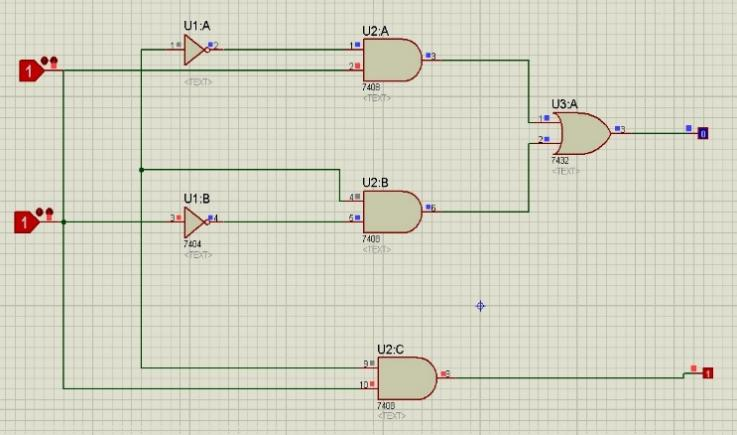 U1:A
1
2
<TEXT>
U2:A
1
2
3
7408
<TEXT>
1
U3:A
1
2
3
7432
<TEXT>
0
U1:B
3
4
7404
<TEXT>
U2:B
4
5
6
7408
<TEXT>
1
U2:C
9
10
8
7408
<TEXT>
1